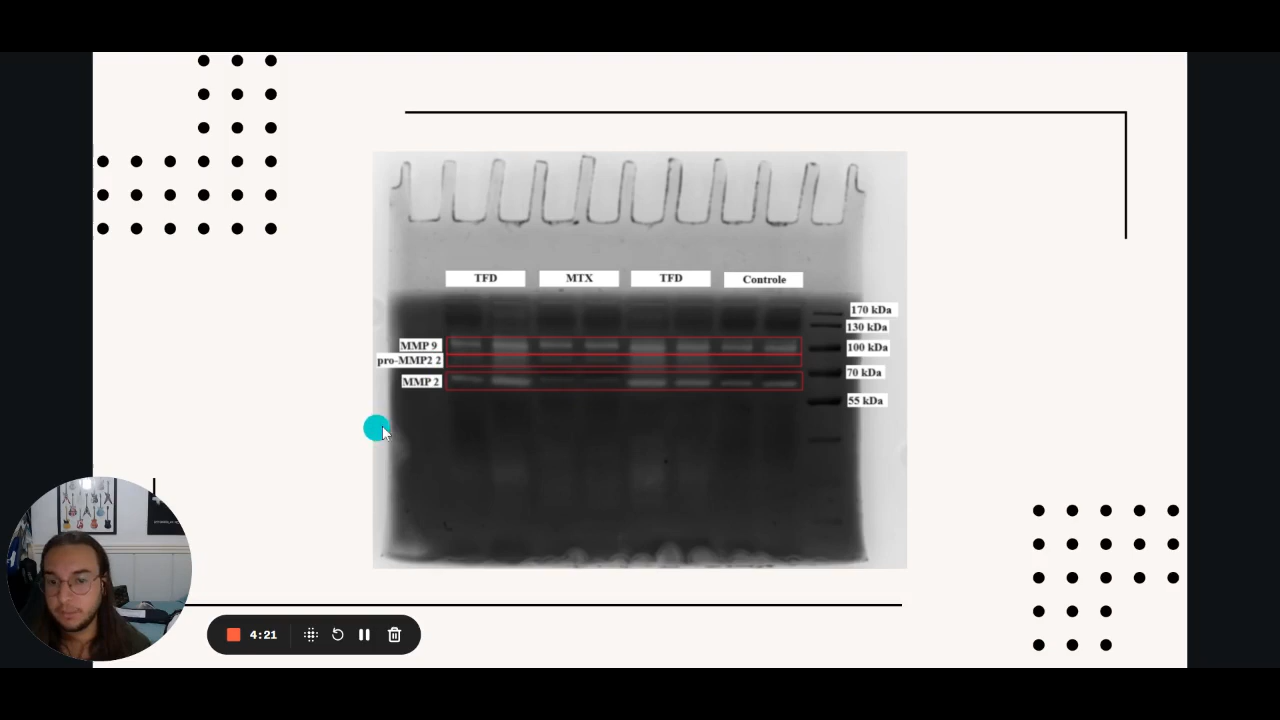 TFD MTX TFD Controle
170 kDa
130 kDa
MMP 9 100 kDa
pro-MMP2 2
70 kDa
MMP 2
55 kDa
4:21